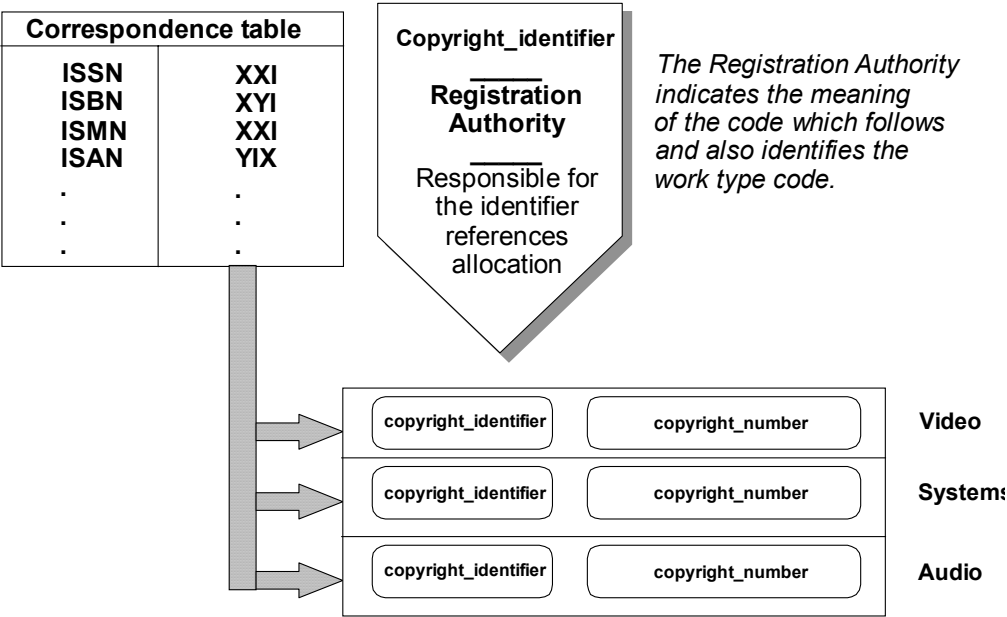 Correspondence table
ISSN XXI
ISBN XYI
ISMN XXI
ISAN YIX
. .
. .
. .
Copyright_identifier
Registration
Authority
Responsible for
the identifier
references
allocation
The Registration Authority
indicates the meaning
of the code which follows
and also identifies the
work type code.
copyright_identifier copyright_number Video
copyright_identifier copyright_number Systems
copyright_identifier copyright_number Audio